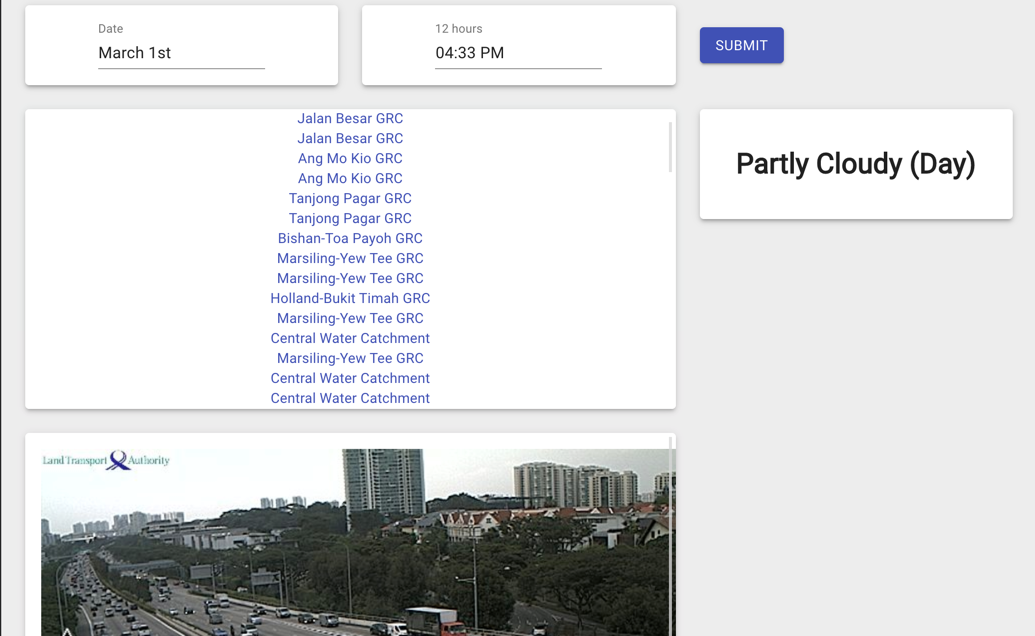 Date
March 1st
12 hours
04:33 PM
SUBMIT
Jalan Besar GRC
Jalan Besar GRC
Ang Mo Kio GRC
Ang Mo Kio GRC
Tanjong Pagar GRC
Tanjong Pagar GRC
Bishan-Toa Payoh GRC
Marsiling-Yew Tee GRC
Marsiling-Yew Tee GRC
Holland-Bukit Timah GRC
Marsiling-Yew Tee GRC
Central Water Catchment
Marsiling-Yew Tee GRC
Central Water Catchment
Central Water Catchment
Partly Cloudy (Day)
Land Transport Authority